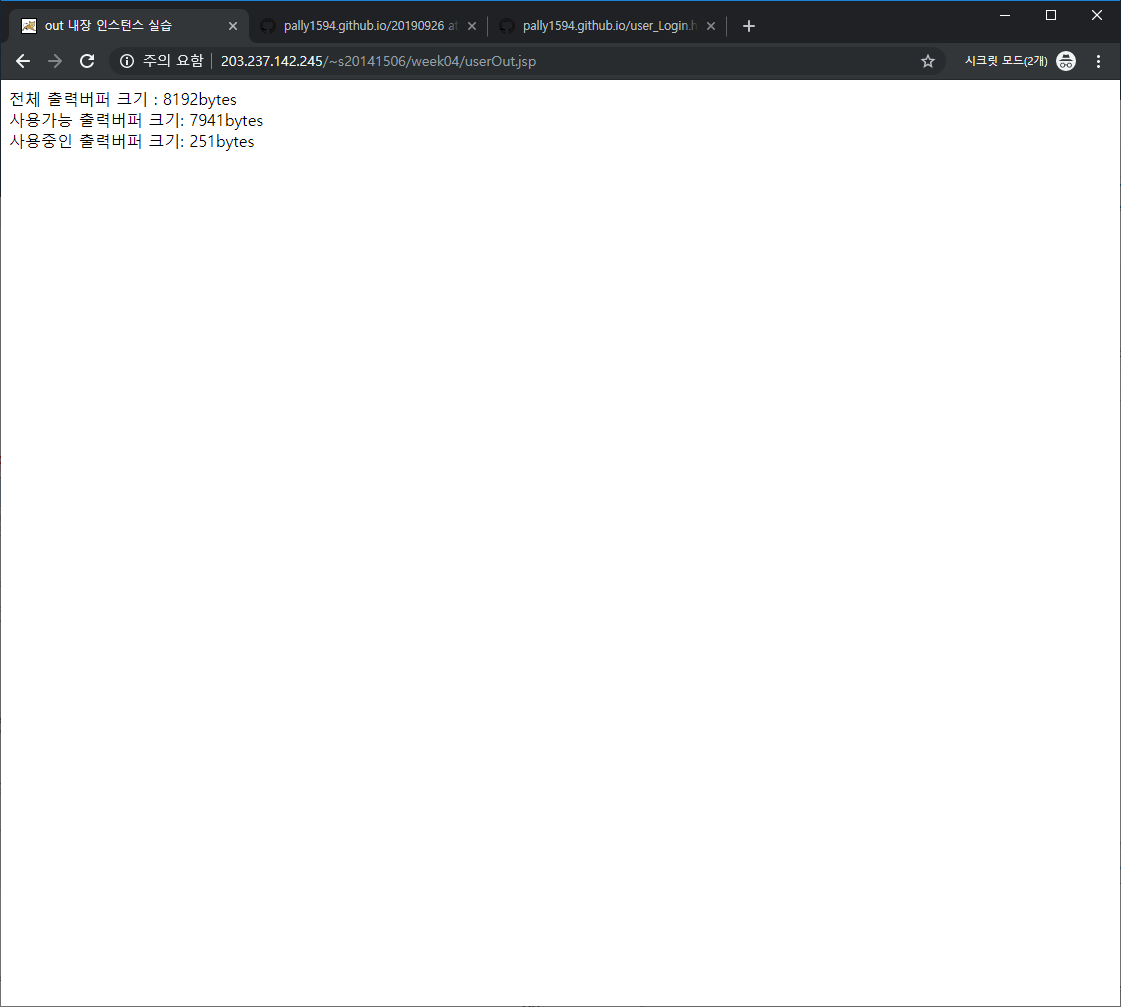 out 내장 인스턴스 실습
pally1594.github.io/20190926 at
pally1594.github.io/user_Login.h
주의 요함
203.237.142.245/~s20141506/week04/userOut.jsp
시크릿 모드(2개)
전체 출력버퍼 크기 : 8192bytes
사용가능 출력버퍼 크기: 7941bytes
사용중인 출력버퍼 크기: 251bytes